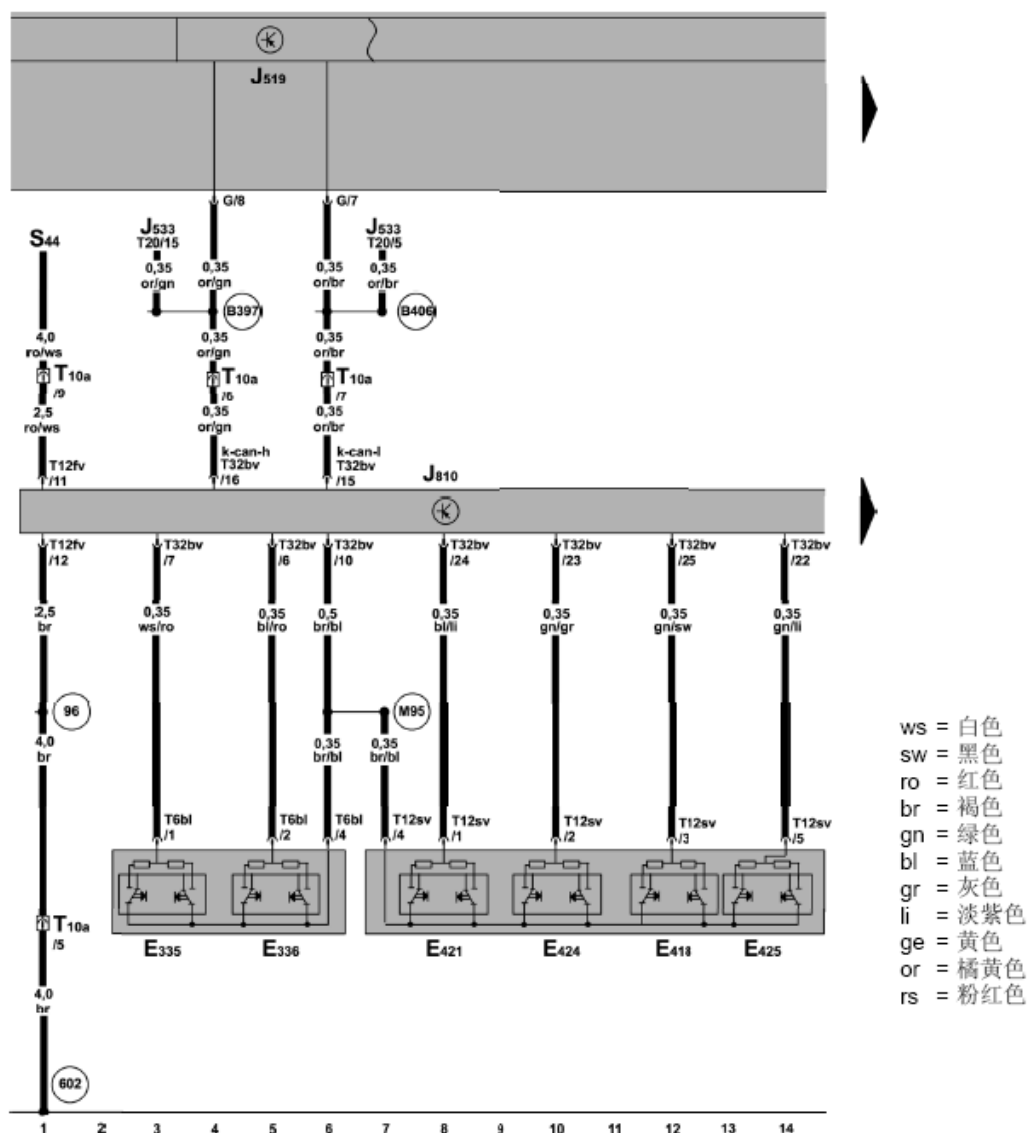 J519
G/8 G/7
S44
J533
T20/15
J533
T20/5
0,35
or/gn
0,35
or/gn
0,35
or/br
0,35
or/br
B397
B406
4,0
ro/ws
0,35
or/gn
0,35
or/br
T10a
/9
T10a
/6
T10a
/7
2,5
ro/ws
0,35
or/gn
0,35
or/br
T12fv
/11
k-can-h
T32bv
/16
k-can-l
T32bv
/15
J810
T12fv
/12
T32bv
/7
T32bv
/6
T32bv
/10
T32bv
/24
T32bv
/23
T32bv
/25
T32bv
/22
2,5
br
0,35
ws/ro
0,35
bl/ro
0,5
br/bl
0,35
bl/li
0,35
gn/gr
0,35
gn/sw
0,35
gn/li
96
M95
4,0
br
0,35
br/bl
0,35
br/bl
T6bl
/1
T6bl
/2
T6bl
/4
T12sv
/4
T12sv
/1
T12sv
/2
T12sv
/3
T12sv
/5
T10a
/5
E335 E336 E421 E424 E418 E425
4,0
br
602
1 2 3 4 5 6 7 8 9 10 11 12 13 14
ws = 白色
sw = 黑色
ro = 红色
br = 褐色
gn = 绿色
bl = 蓝色
gr = 灰色
li = 淡紫色
ge = 黄色
or = 橘黄色
rs = 粉红色